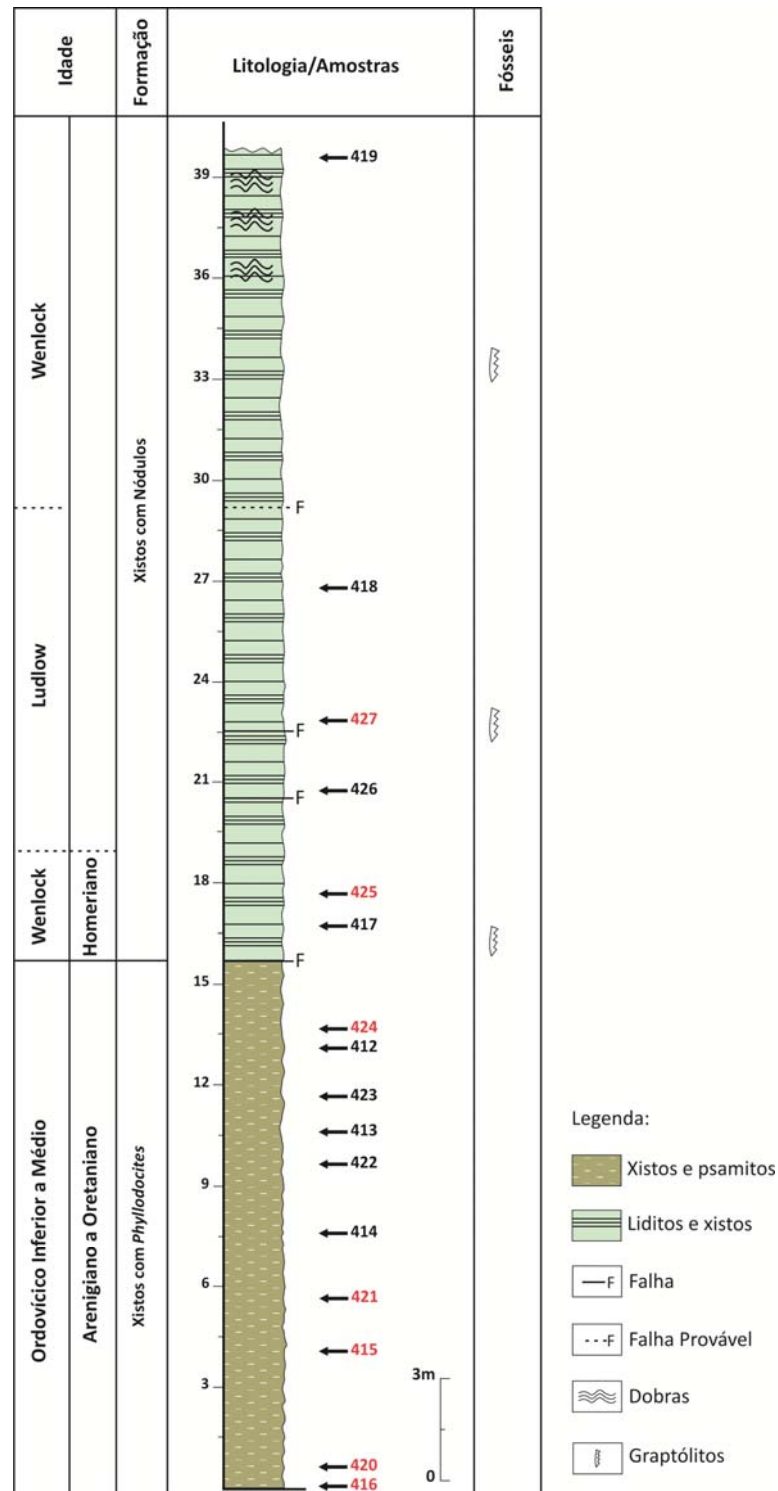 Idade
Formação
Litologia/Amostras
Fósseis
419
39
36
Wenlock
33
30
F
Xistos com Nódulos
27
418
Ludlow
24
427
F
21
426
F
18
425
Wenlock
Homeriano
417
F
15
424
412
12
423
413
422
9
414
Ordovícico Inferior a Médio
Arenigiano a Oretaniano
Xistos com Phyllodocites
6
421
415
3
3m
0
420
416
Legenda:
Xistos e psamitos
Liditos e xistos
F Falha
F Falha Provável
Dobras
Graptólitos